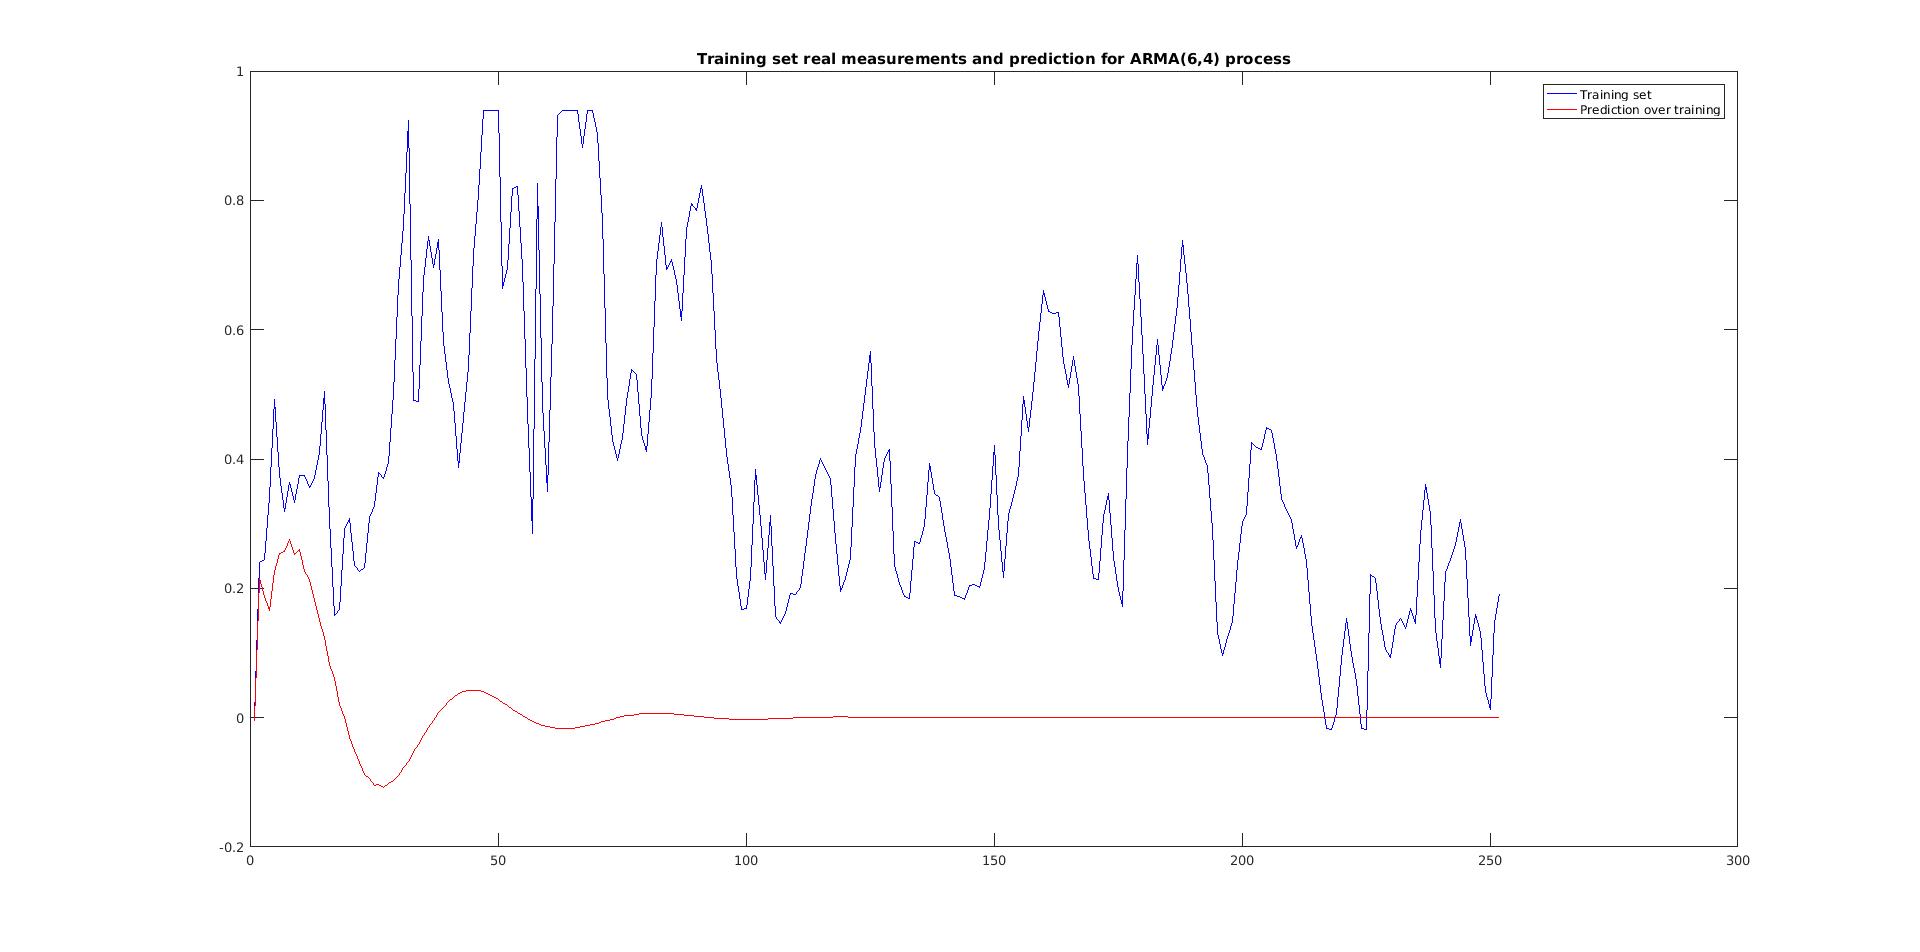 Training set real measurements and prediction for ARMA(6,4) process
1
Training set
Prediction over training
0.8
0.6
0.4
0.2
0
-0.2
0 50 100 150 200 250 300